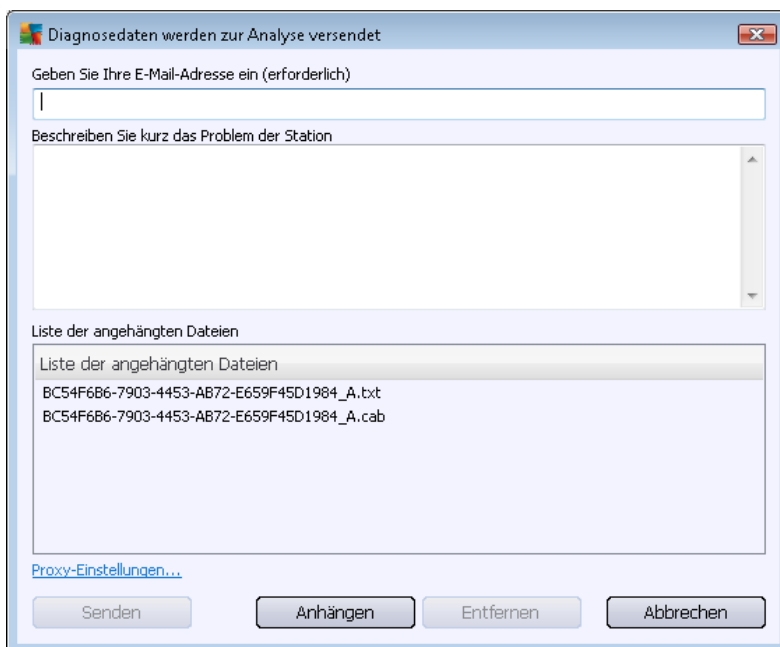 Diagnosedaten werden zur Analyse versendet
Geben Sie Ihre E-Mail-Adresse ein (erforderlich)
Beschreiben Sie kurz das Problem der Station
Liste der angehängten Dateien
Liste der angehängten Dateien
BC54F6B6-7903-4453-AB72-E659F45D1984_A.txt
BC54F6B6-7903-4453-AB72-E659F45D1984_A.cab
Proxy-Einstellungen...
Senden Anhängen Entfernen Abbrechen